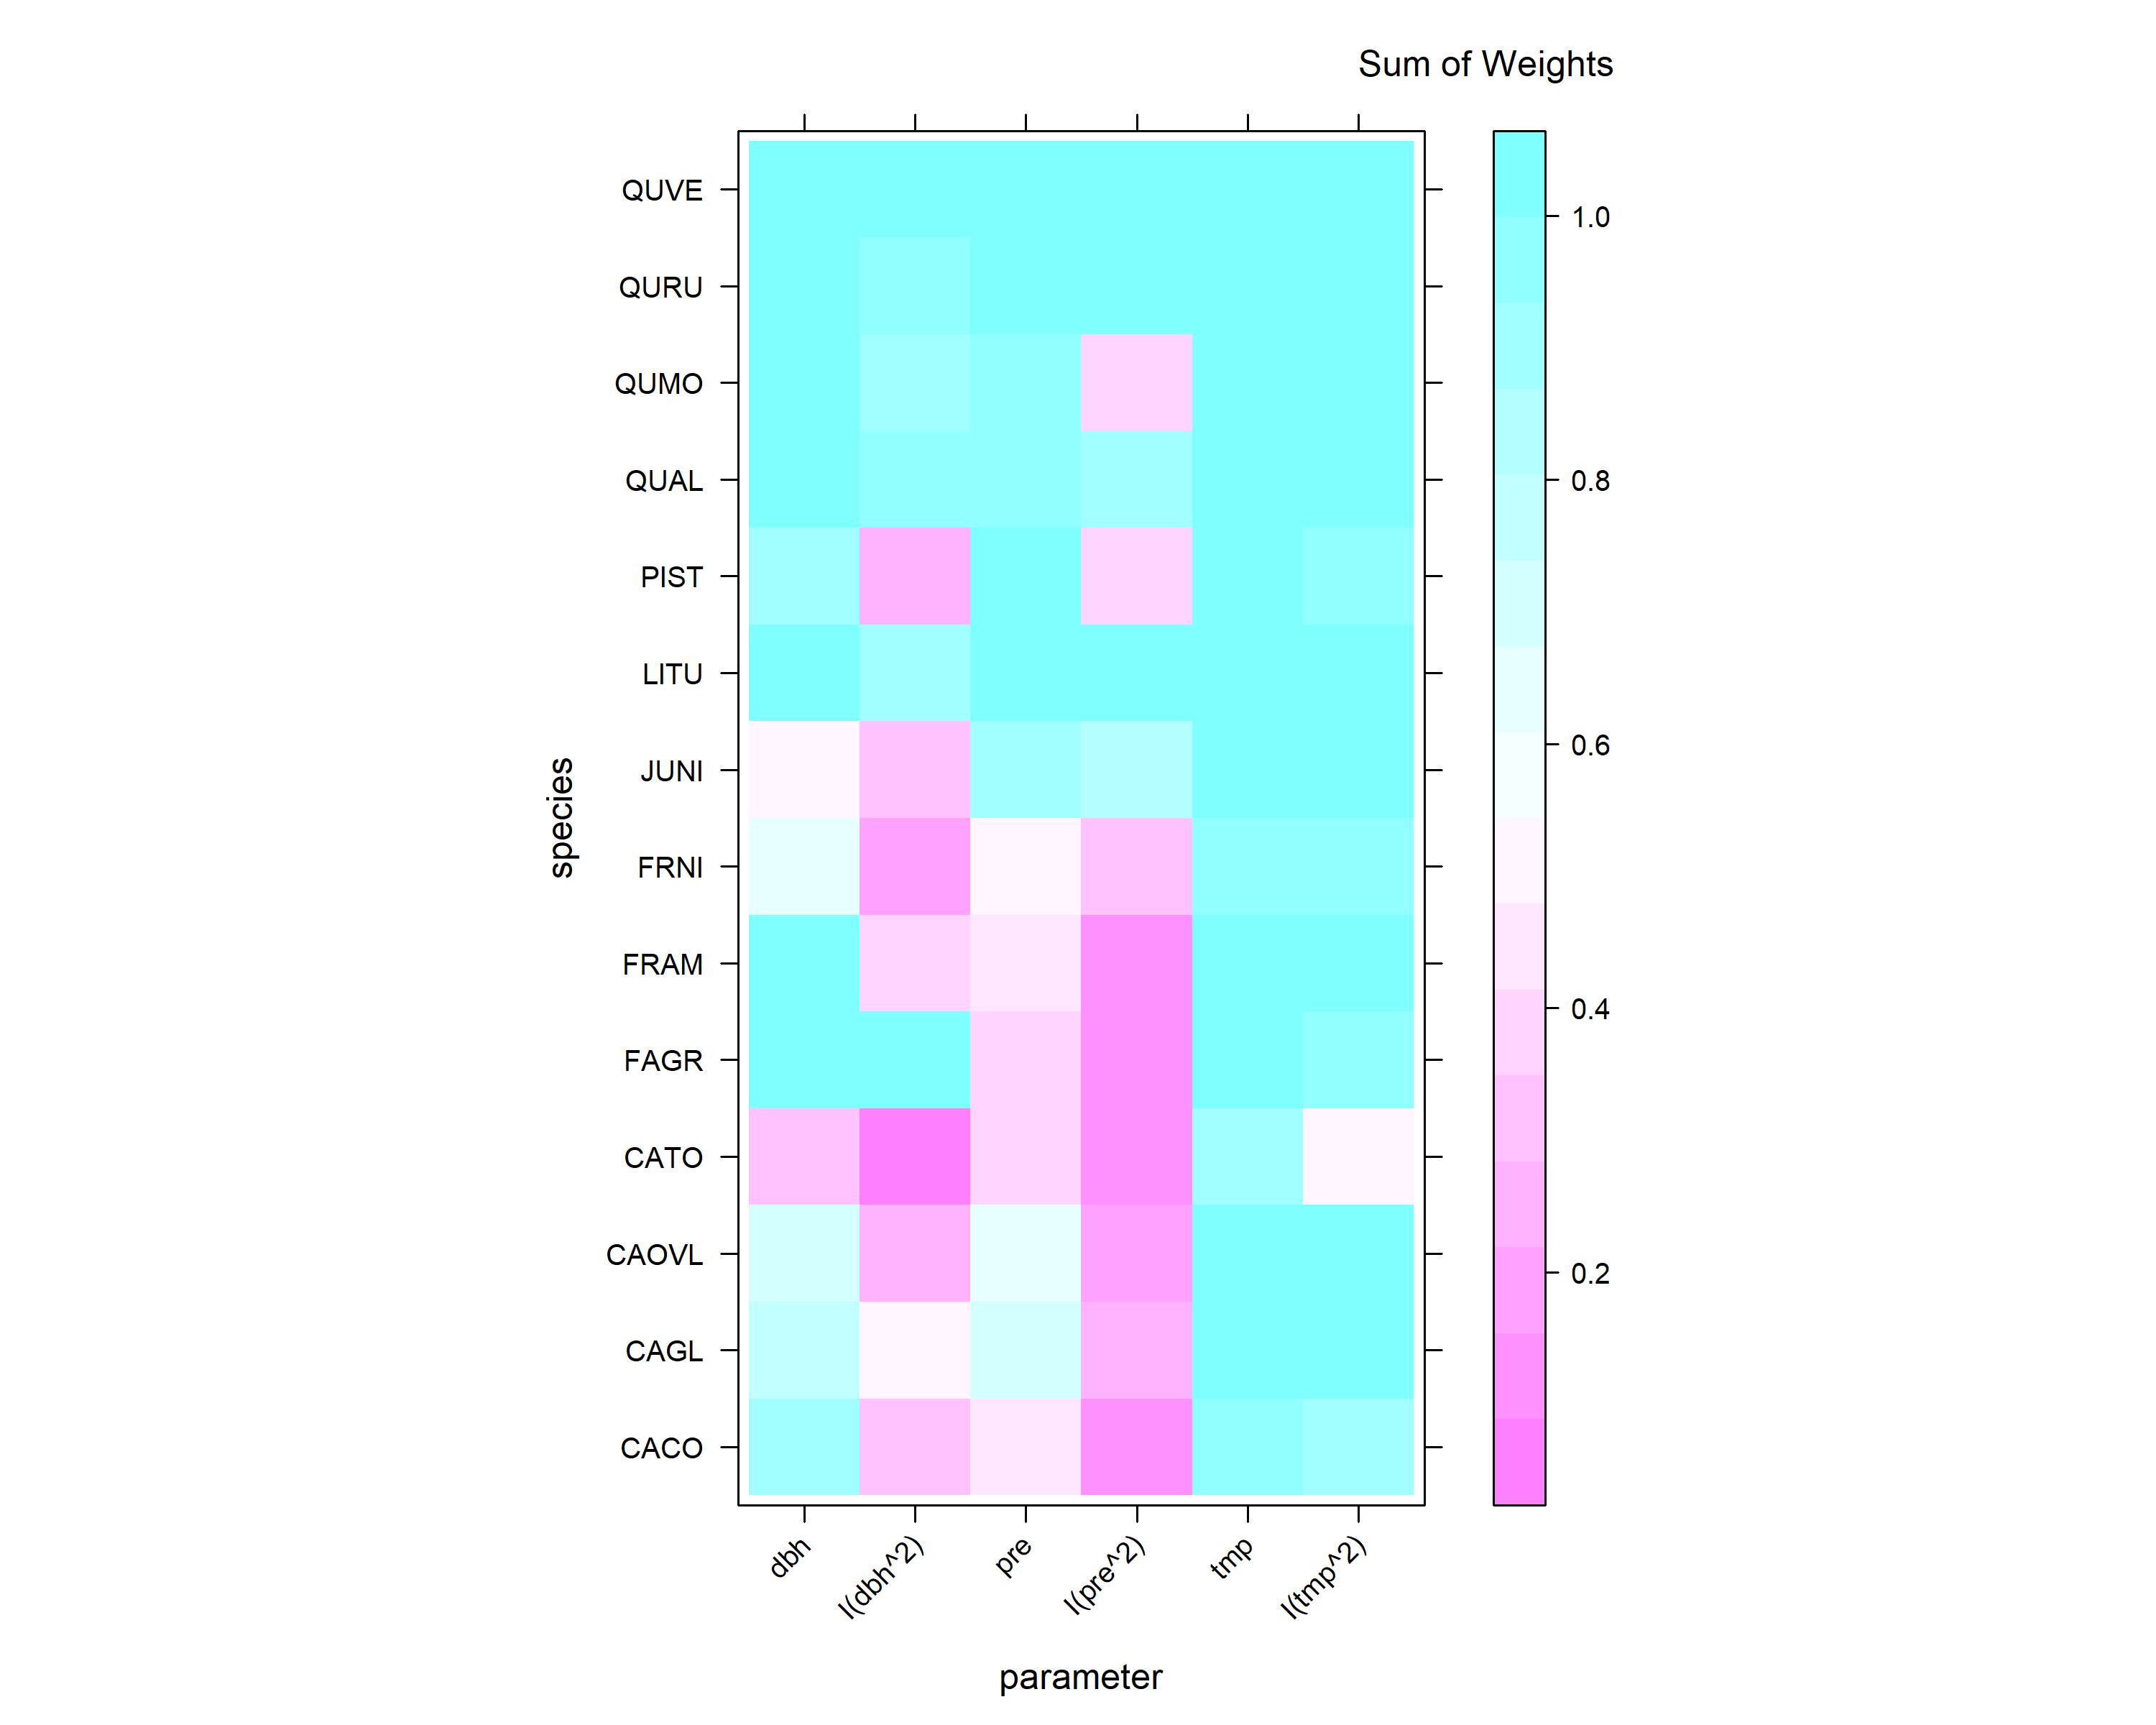 Sum of Weights
QUVE
QURU
QUMO
QUAL
PIST
LITU
JUNI
FRNI
FRAM
FAGR
CATO
CAOVL
CAGL
CACO
species
1.0
0.8
0.6
0.4
0.2
dbh
I(dbh^2)
pre
I(pre^2)
tmp
I(tmp^2)
parameter